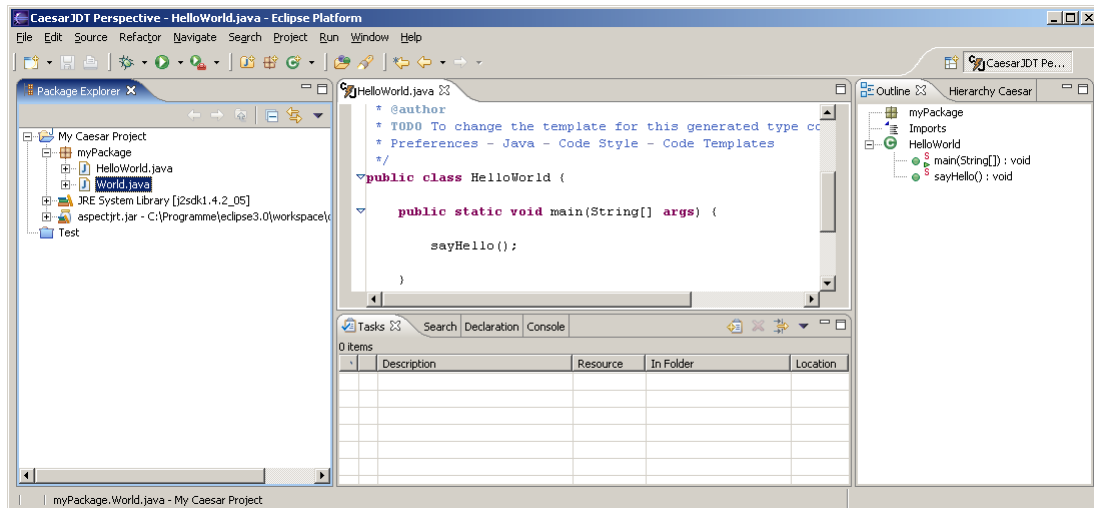 CaesarJDT Perspective - HelloWorld.java - Eclipse Platform
File Edit Source Refactor Navigate Search Project Run Window Help
CaesarJDT Pe...
Package Explorer
My Caesar Project
myPackage
HelloWorld.java
World.java
JRE System Library [j2sdk1.4.2_05]
aspectjrt.jar - C:\Programme\eclipse3.0\workspace\
Test
HelloWorld.java
* @author
* TODO To change the template for this generated type co
* Preferences - Java - Code Style - Code Templates
*/
public class HelloWorld {
public static void main(String[] args) {
sayHello();
}
Outline Hierarchy Caesar
myPackage
Imports
HelloWorld
main(String[]) : void
sayHello() : void
Tasks Search Declaration Console
0 items
Description Resource In Folder Location
myPackage.World.java - My Caesar Project